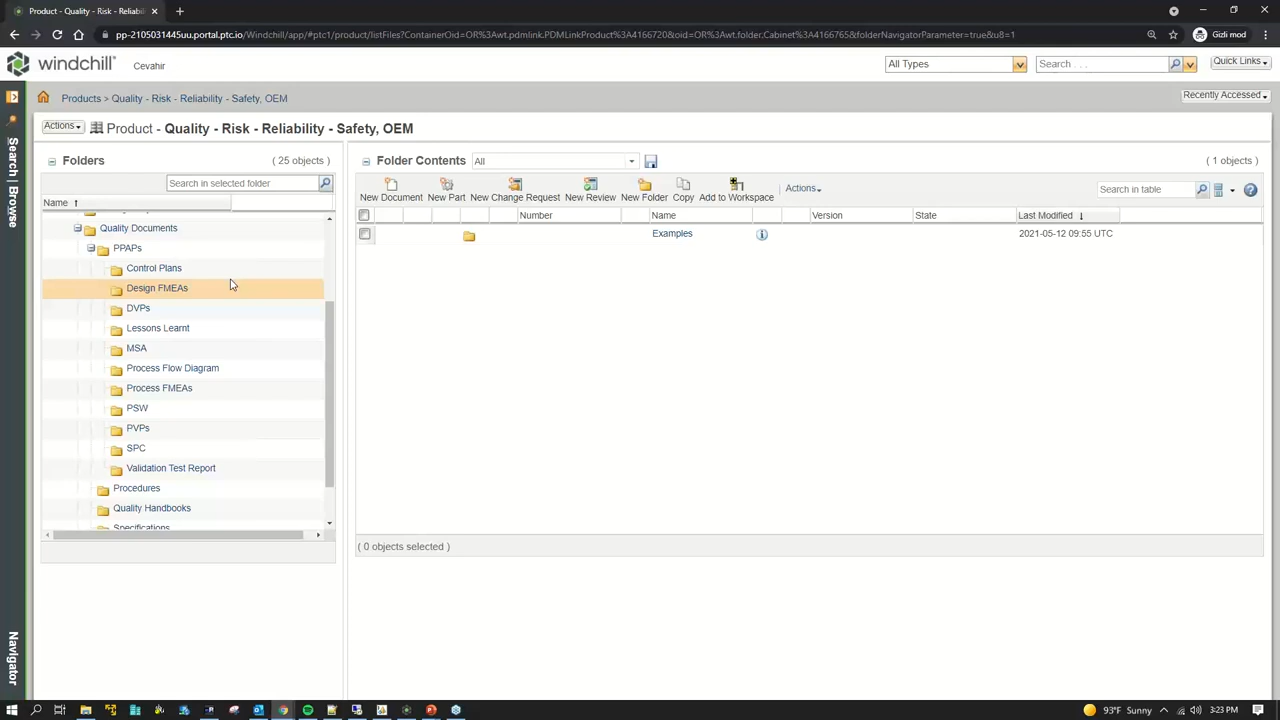 Product - Quality - Risk - Reliabil
pp-2105031445uu.portal.ptc.io/Windchill/app/#ptc1/product/listFiles?ContainerOid=OR%3Awt.pdmlink.PDMLinkProduct%3A4166720&oid=OR%3Awt.folder.Cabinet%3A4166765&folderNavigatorParameter=true&u8=1
Gizli mod
windchill
Cevahir
All Types
Search . . .
Quick Links
Products > Quality - Risk - Reliability - Safety, OEM
Recently Accessed
Actions
Product - Quality - Risk - Reliability - Safety, OEM
Search | Browse
Folders
( 25 objects )
Folder Contents
All
( 1 objects )
Search in selected folder
New Document
New Part
New Change Request
New Review
New Folder
Copy
Add to Workspace
Actions
Search in table
Name
Number
Name
Version
State
Last Modified
Examples
2021-05-12 09:55 UTC
Quality Documents
PPAPs
Control Plans
Design FMEAs
DVPs
Lessons Learnt
MSA
Process Flow Diagram
Process FMEAs
PSW
PVPs
SPC
Validation Test Report
Procedures
Quality Handbooks
Specifications
( 0 objects selected )
Navigator
93°F Sunny
3:23 PM